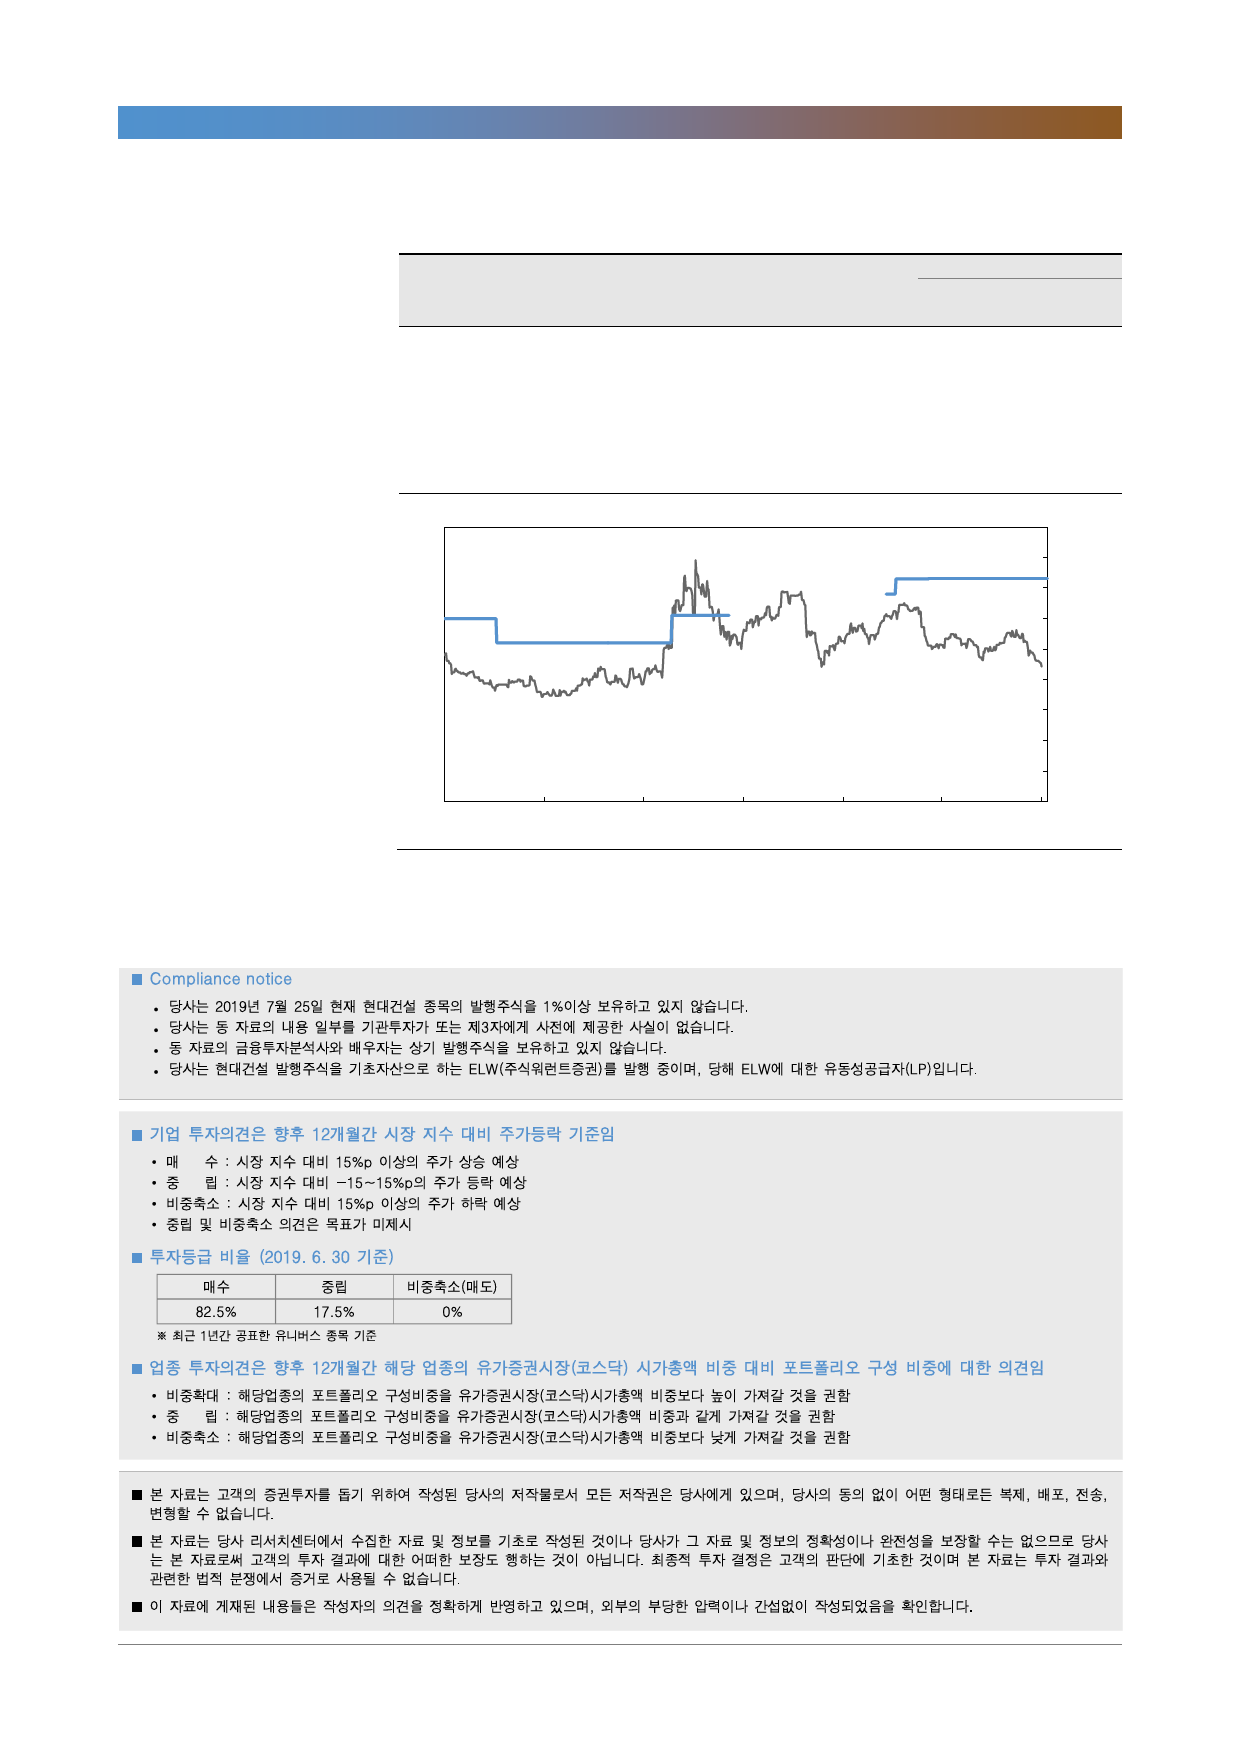 ■ Compliance notice
• 당사는 2019년 7월 25일 현재 현대건설 종목의 발행주식을 1%이상 보유하고 있지 않습니다.
• 당사는 동 자료의 내용 일부를 기관투자가 또는 제3자에게 사전에 제공한 사실이 없습니다.
• 동 자료의 금융투자분석사와 배우자는 상기 발행주식을 보유하고 있지 않습니다.
• 당사는 현대건설 발행주식을 기초자산으로 하는 ELW(주식워런트증권)를 발행 중이며, 당해 ELW에 대한 유동성공급자(LP)입니다.
■ 기업 투자의견은 향후 12개월간 시장 지수 대비 주가등락 기준임
• 매 수 : 시장 지수 대비 15%p 이상의 주가 상승 예상
• 중 립 : 시장 지수 대비 -15~15%p의 주가 등락 예상
• 비중축소 : 시장 지수 대비 15%p 이상의 주가 하락 예상
• 중립 및 비중축소 의견은 목표가 미제시
■ 투자등급 비율 (2019. 6. 30 기준)
매수 중립 비중축소(매도)
82.5% 17.5% 0%
※ 최근 1년간 공표한 유니버스 종목 기준
■ 업종 투자의견은 향후 12개월간 해당 업종의 유가증권시장(코스닥) 시가총액 비중 대비 포트폴리오 구성 비중에 대한 의견임
• 비중확대 : 해당업종의 포트폴리오 구성비중을 유가증권시장(코스닥)시가총액 비중보다 높이 가져갈 것을 권함
• 중 립 : 해당업종의 포트폴리오 구성비중을 유가증권시장(코스닥)시가총액 비중과 같게 가져갈 것을 권함
• 비중축소 : 해당업종의 포트폴리오 구성비중을 유가증권시장(코스닥)시가총액 비중보다 낮게 가져갈 것을 권함
■ 본 자료는 고객의 증권투자를 돕기 위하여 작성된 당사의 저작물로서 모든 저작권은 당사에게 있으며, 당사의 동의 없이 어떤 형태로든 복제, 배포, 전송,
변형할 수 없습니다.
■ 본 자료는 당사 리서치센터에서 수집한 자료 및 정보를 기초로 작성된 것이나 당사가 그 자료 및 정보의 정확성이나 완전성을 보장할 수는 없으므로 당사
는 본 자료로써 고객의 투자 결과에 대한 어떠한 보장도 행하는 것이 아닙니다. 최종적 투자 결정은 고객의 판단에 기초한 것이며 본 자료는 투자 결과와
관련한 법적 분쟁에서 증거로 사용될 수 없습니다.
■ 이 자료에 게재된 내용들은 작성자의 의견을 정확하게 반영하고 있으며, 외부의 부당한 압력이나 간섭없이 작성되었음을 확인합니다.